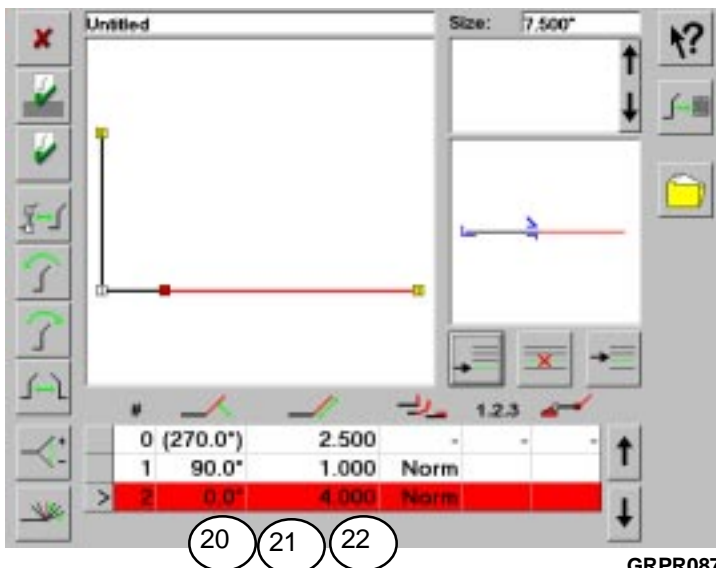 Untitled Size: 7.500"
?
# 1.2.3
0 (270.0°) 2.500 - - -
1 90.0° 1.000 Norm
> 2 0.0° 4.000 Norm
20 21 22
GRPR087